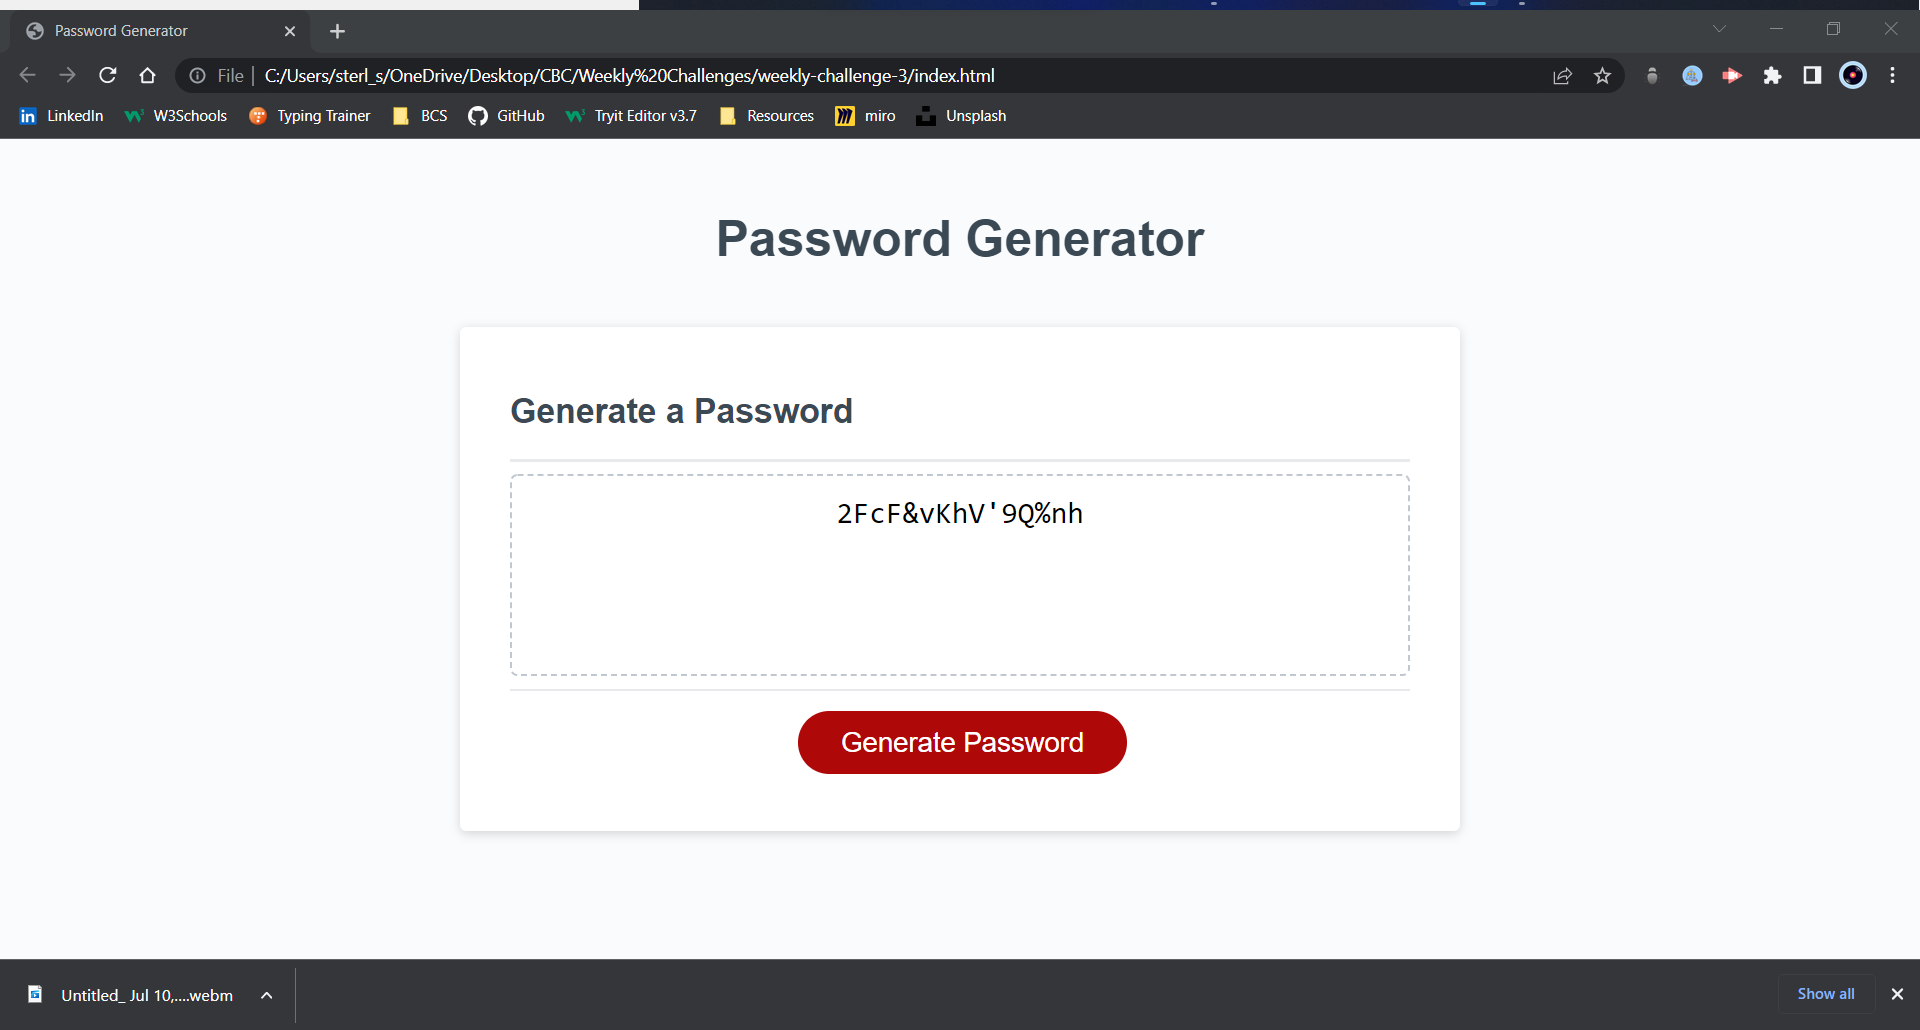 Password Generator
File | C:/Users/sterl_s/OneDrive/Desktop/CBC/Weekly%20Challenges/weekly-challenge-3/index.html
in LinkedIn W3Schools Typing Trainer BCS GitHub Tryit Editor v3.7 Resources miro Unsplash
Password Generator
Generate a Password
2FcF&vKhV'9Q%nh
Generate Password
Untitled_ Jul 10,....webm
Show all